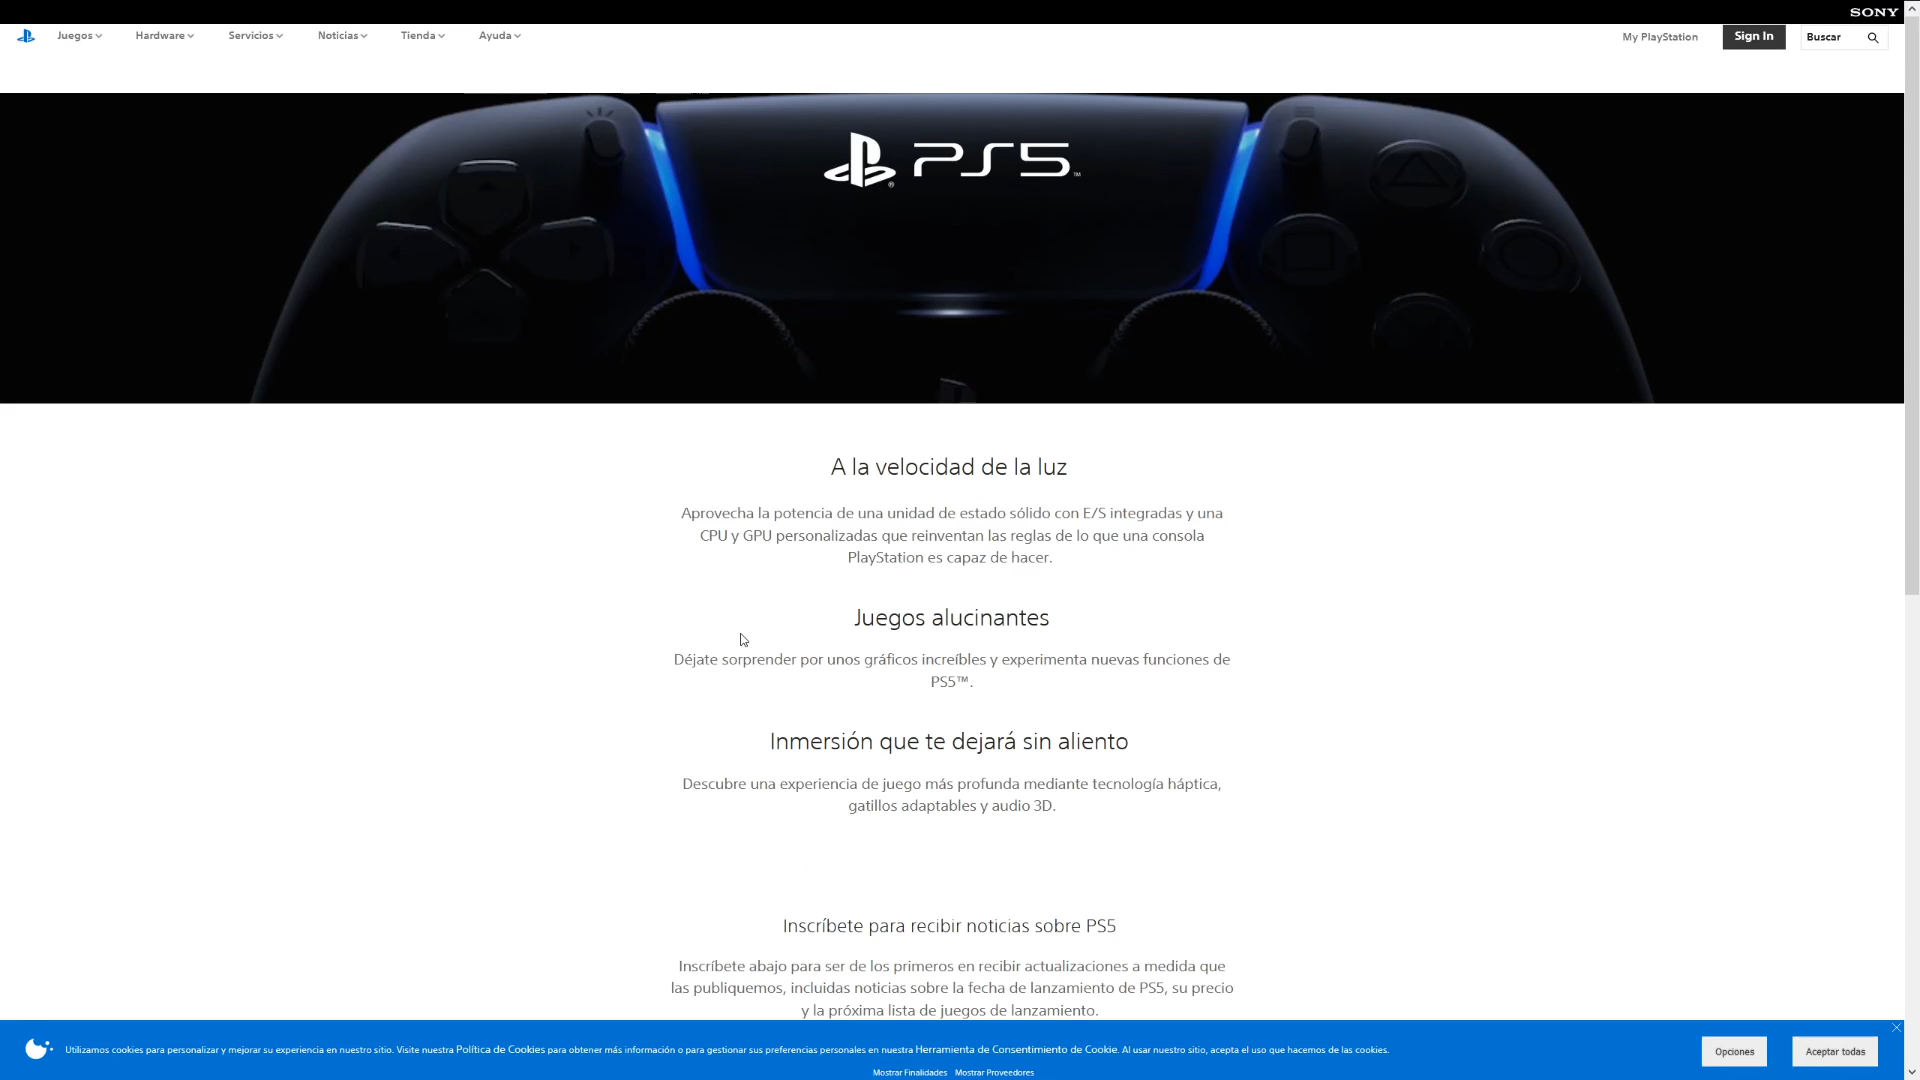 SONY
Juegos
Hardware
Servicios
Noticias
Tienda
Ayuda
My PlayStation
Sign In
Buscar
PS5™
A la velocidad de la luz
Aprovecha la potencia de una unidad de estado sólido con E/S integradas y una
CPU y GPU personalizadas que reinventan las reglas de lo que una consola
PlayStation es capaz de hacer.
Juegos alucinantes
Déjate sorprender por unos gráficos increíbles y experimenta nuevas funciones de
PS5™.
Inmersión que te dejará sin aliento
Descubre una experiencia de juego más profunda mediante tecnología háptica,
gatillos adaptables y audio 3D.
Inscríbete para recibir noticias sobre PS5
Inscríbete abajo para ser de los primeros en recibir actualizaciones a medida que
las publiquemos, incluidas noticias sobre la fecha de lanzamiento de PS5, su precio
y la próxima lista de juegos de lanzamiento.
Utilizamos cookies para personalizar y mejorar su experiencia en nuestro sitio. Visite nuestra Política de Cookies para obtener más información o para gestionar sus preferencias personales en nuestra Herramienta de Consentimiento de Cookie. Al usar nuestro sitio, acepta el uso que hacemos de las cookies.
Opciones
Aceptar todas
Mostrar Finalidades
Mostrar Proveedores